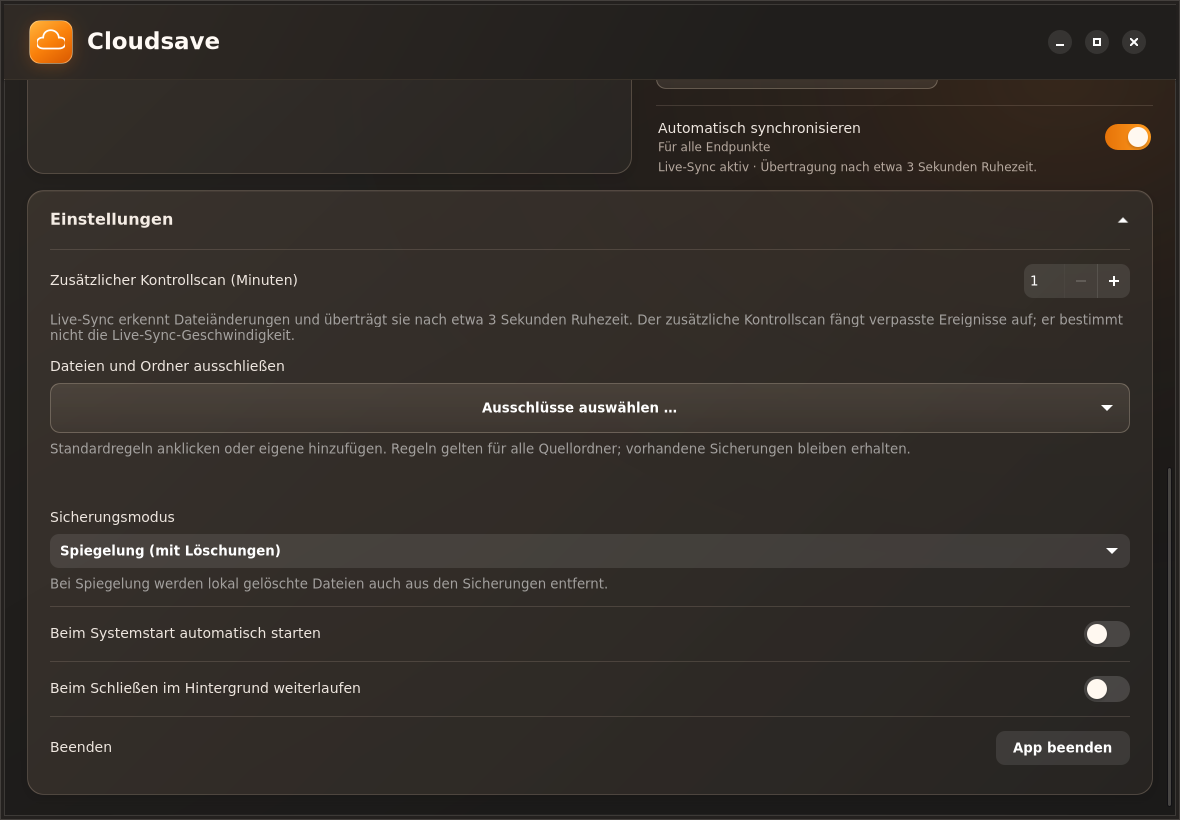 Cloudsave
Automatisch synchronisieren
Für alle Endpunkte
Live-Sync aktiv · Übertragung nach etwa 3 Sekunden Ruhezeit.
Einstellungen
Zusätzlicher Kontrollscan (Minuten)
1
Live-Sync erkennt Dateiänderungen und überträgt sie nach etwa 3 Sekunden Ruhezeit. Der zusätzliche Kontrollscan fängt verpasste Ereignisse auf; er bestimmt
nicht die Live-Sync-Geschwindigkeit.
Dateien und Ordner ausschließen
Ausschlüsse auswählen ...
Standardregeln anklicken oder eigene hinzufügen. Regeln gelten für alle Quellordner; vorhandene Sicherungen bleiben erhalten.
Sicherungsmodus
Spiegelung (mit Löschungen)
Bei Spiegelung werden lokal gelöschte Dateien auch aus den Sicherungen entfernt.
Beim Systemstart automatisch starten
Beim Schließen im Hintergrund weiterlaufen
Beenden
App beenden